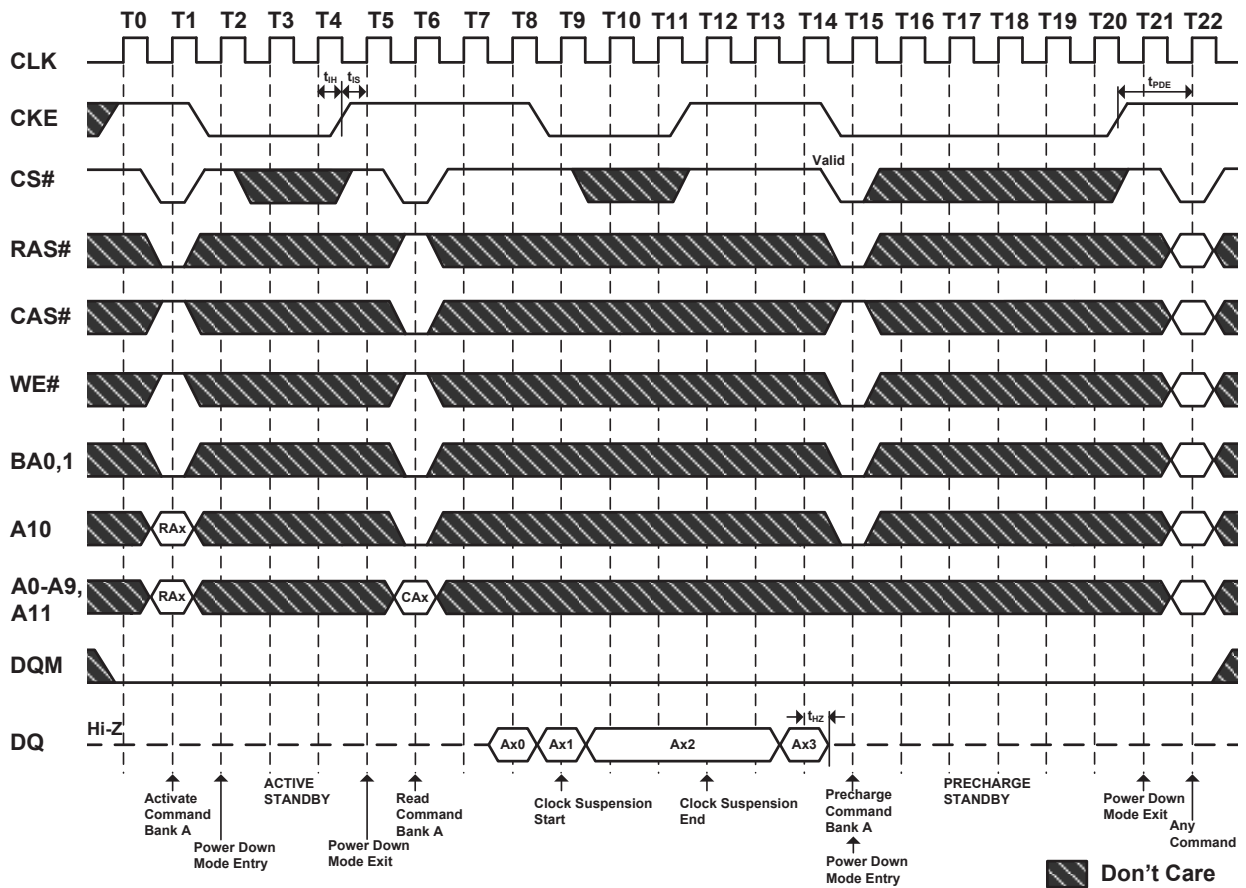 T0 T1 T2 T3 T4 T5 T6 T7 T8 T9 T10 T11 T12 T13 T14 T15 T16 T17 T18 T19 T20 T21 T22
CLK
tIH tIS
tPDE
CKE
Valid
CS#
RAS#
CAS#
WE#
BA0,1
A10
RAx
A0-A9,
A11
RAx
CAx
DQM
Hi-Z
tHZ
DQ
Ax0
Ax1
Ax2
Ax3
Activate
Command
Bank A
ACTIVE
STANDBY
Power Down
Mode Entry
Power Down
Mode Exit
Read
Command
Bank A
Clock Suspension
Start
Clock Suspension
End
Precharge
Command
Bank A
Power Down
Mode Entry
PRECHARGE
STANDBY
Power Down
Mode Exit
Any
Command
Don't Care